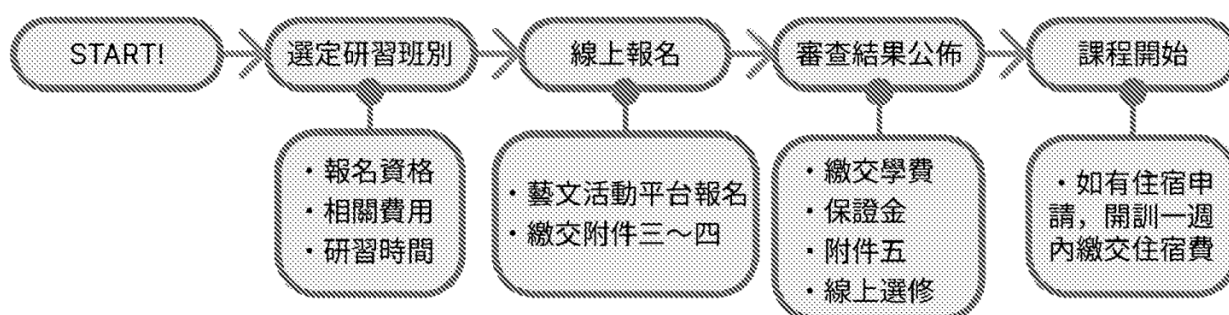 START!
選定研習班別
線上報名
審查結果公佈
課程開始
・報名資格
・相關費用
・研習時間
・藝文活動平台報名
・繳交附件三～四
・繳交學費
・保證金
・附件五
・線上選修
・如有住宿申
請，開訓一週
內繳交住宿費